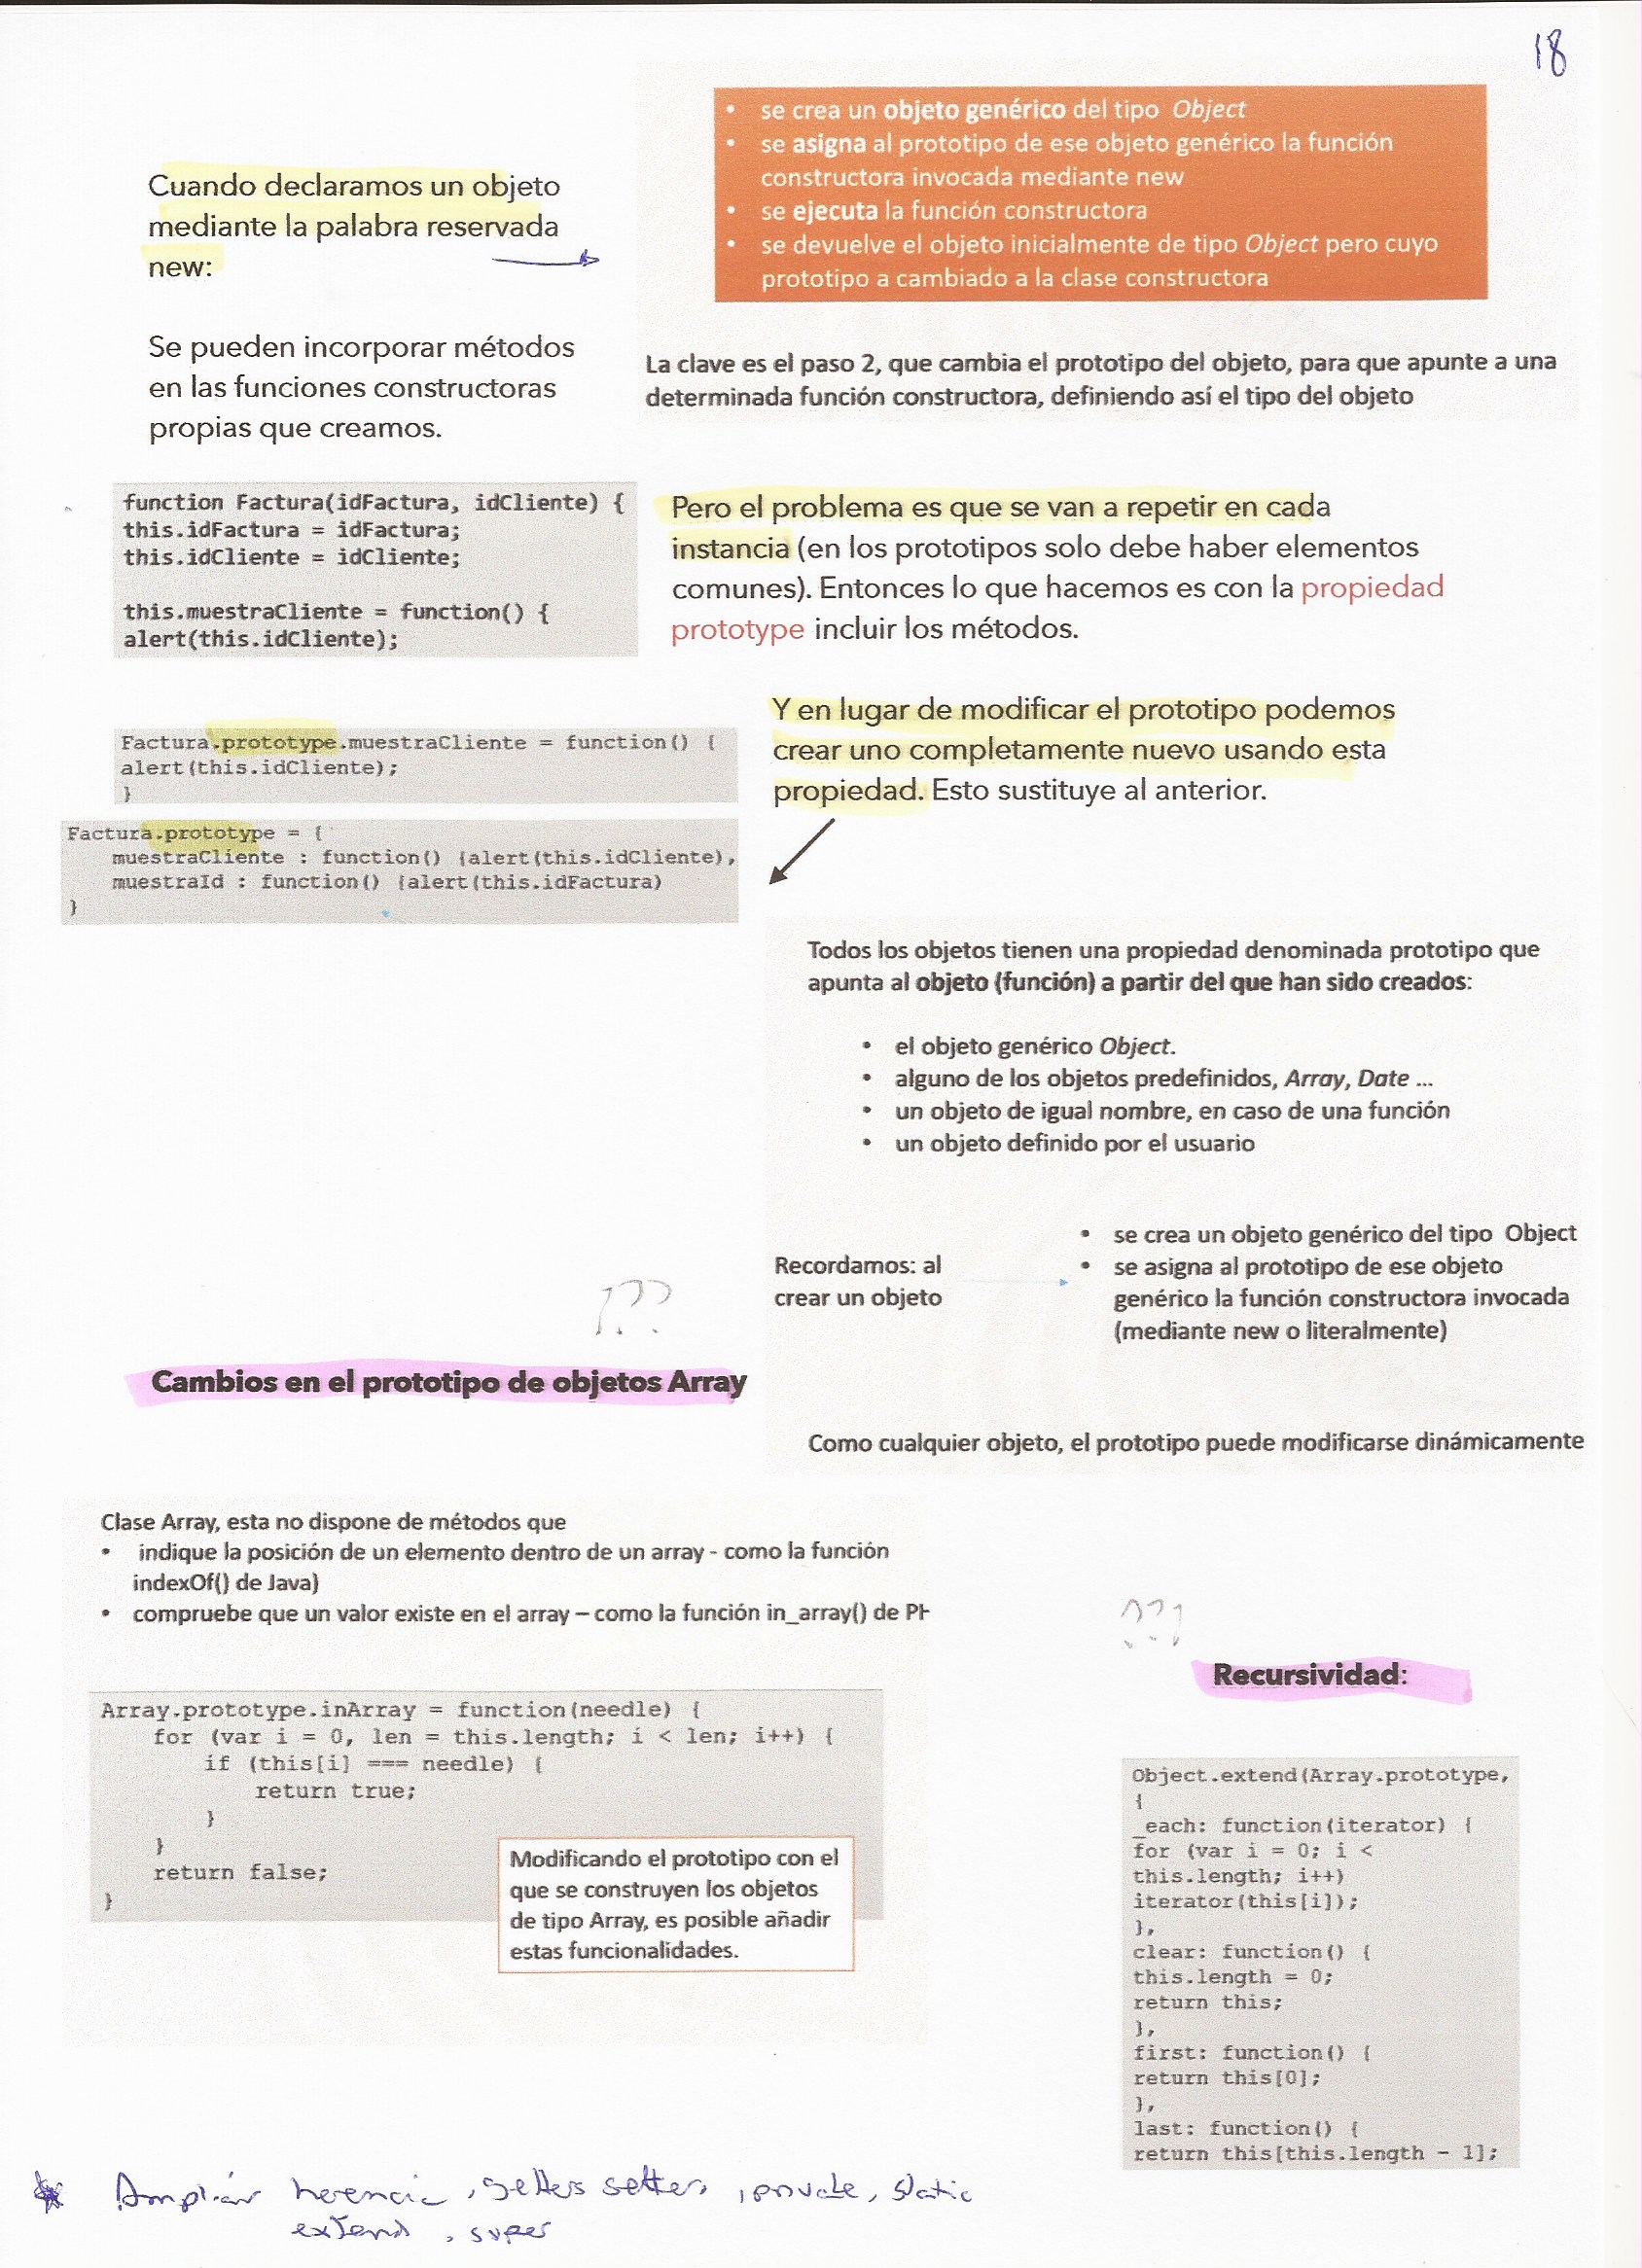 18
• se crea un objeto genérico del tipo Object
• se asigna al prototipo de ese objeto genérico la función
constructora invocada mediante new
• se ejecuta la función constructora
• se devuelve el objeto inicialmente de tipo Object pero cuyo
prototipo a cambiado a la clase constructora
Cuando declaramos un objeto
mediante la palabra reservada
new:
Se pueden incorporar métodos
en las funciones constructoras
propias que creamos.
La clave es el paso 2, que cambia el prototipo del objeto, para que apunte a una
determinada función constructora, definiendo así el tipo del objeto
function Factura(idFactura, idCliente) {
this.idFactura = idFactura;
this.idCliente = idCliente;
this.muestraCliente = function() {
alert(this.idCliente);
Pero el problema es que se van a repetir en cada
instancia (en los prototipos solo debe haber elementos
comunes). Entonces lo que hacemos es con la propiedad
prototype incluir los métodos.
Factura.prototype.muestraCliente = function() {
alert(this.idCliente);
}
Y en lugar de modificar el prototipo podemos
crear uno completamente nuevo usando esta
propiedad. Esto sustituye al anterior.
Factura.prototype = {
muestraCliente : function() {alert(this.idCliente),
muestraId : function() {alert(this.idFactura)
}
Todos los objetos tienen una propiedad denominada prototipo que
apunta al objeto (función) a partir del que han sido creados:
• el objeto genérico Object.
• alguno de los objetos predefinidos, Array, Date ...
• un objeto de igual nombre, en caso de una función
• un objeto definido por el usuario
Recordamos: al
crear un objeto
• se crea un objeto genérico del tipo Object
• se asigna al prototipo de ese objeto
genérico la función constructora invocada
(mediante new o literalmente)
???
Cambios en el prototipo de objetos Array
Como cualquier objeto, el prototipo puede modificarse dinámicamente
Clase Array, esta no dispone de métodos que
• indique la posición de un elemento dentro de un array - como la función
indexOf() de Java)
• compruebe que un valor existe en el array – como la función in_array() de PH
Array.prototype.inArray = function(needle) {
for (var i = 0, len = this.length; i < len; i++) {
if (this[i] === needle) {
return true;
}
}
return false;
}
Modificando el prototipo con el
que se construyen los objetos
de tipo Array, es posible añadir
estas funcionalidades.
???
Recursividad:
Object.extend(Array.prototype,
{
_each: function(iterator) {
for (var i = 0; i <
this.length; i++)
iterator(this[i]);
},
clear: function() {
this.length = 0;
return this;
},
first: function() {
return this[0];
},
last: function() {
return this[this.length - 1];
* Ampliar herencia, getters setters, private, static
extend, super